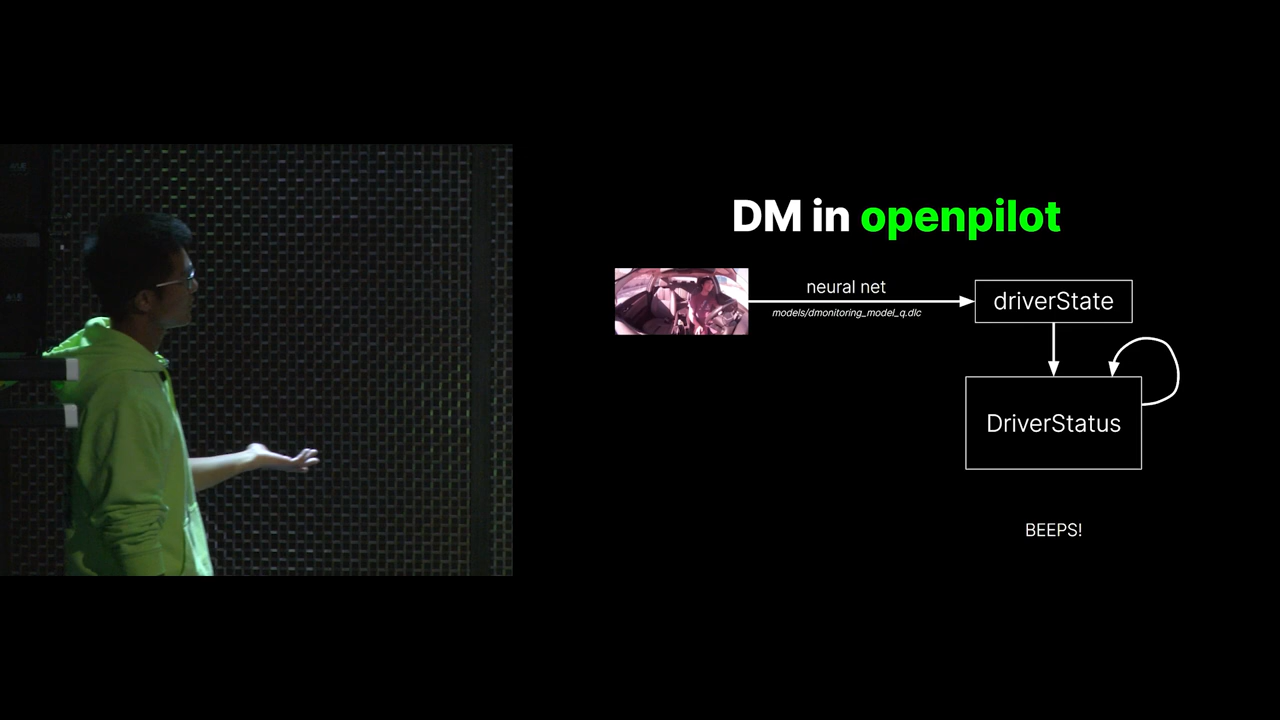 DM in openpilot
neural net
models/dmonitoring_model_q.dlc
driverState
DriverStatus
BEEPS!